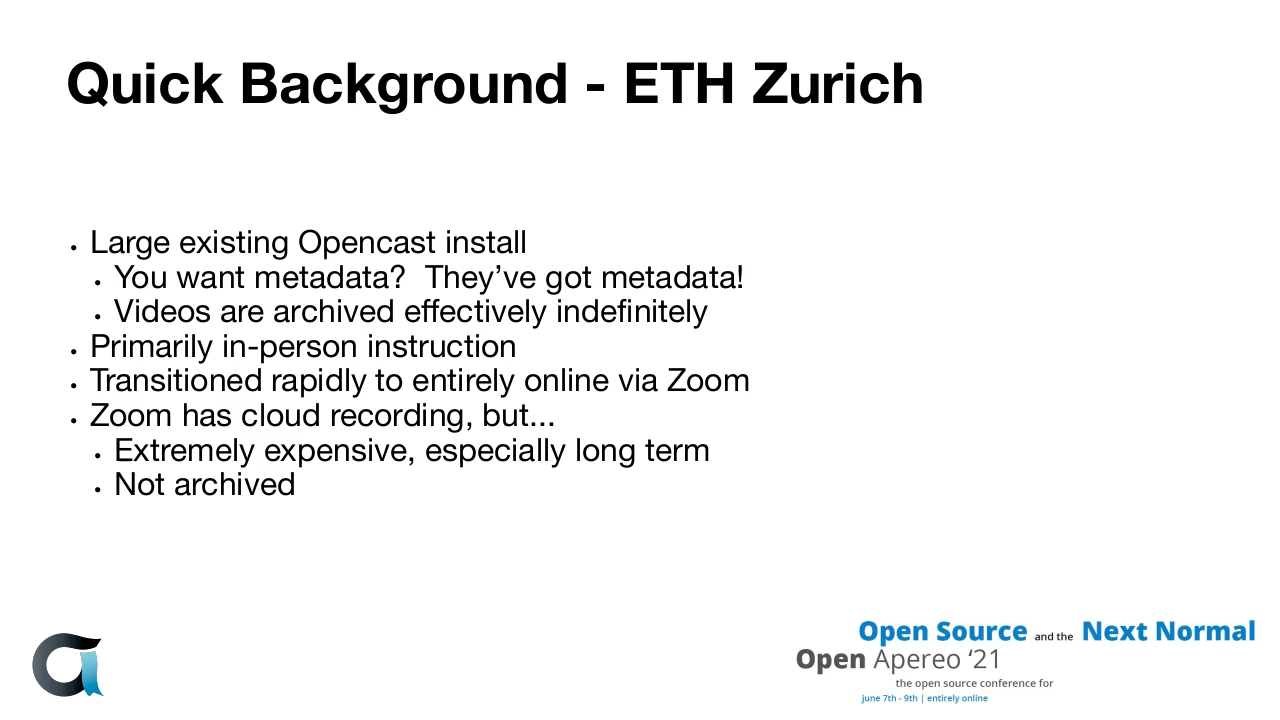 Quick Background - ETH Zurich
• Large existing Opencast install
• You want metadata?  They’ve got metadata!
• Videos are archived effectively indefinitely
• Primarily in-person instruction
• Transitioned rapidly to entirely online via Zoom
• Zoom has cloud recording, but...
• Extremely expensive, especially long term
• Not archived
Open Source and the Next Normal
Open Apereo ‘21
the open source conference for
june 7th - 9th | entirely online